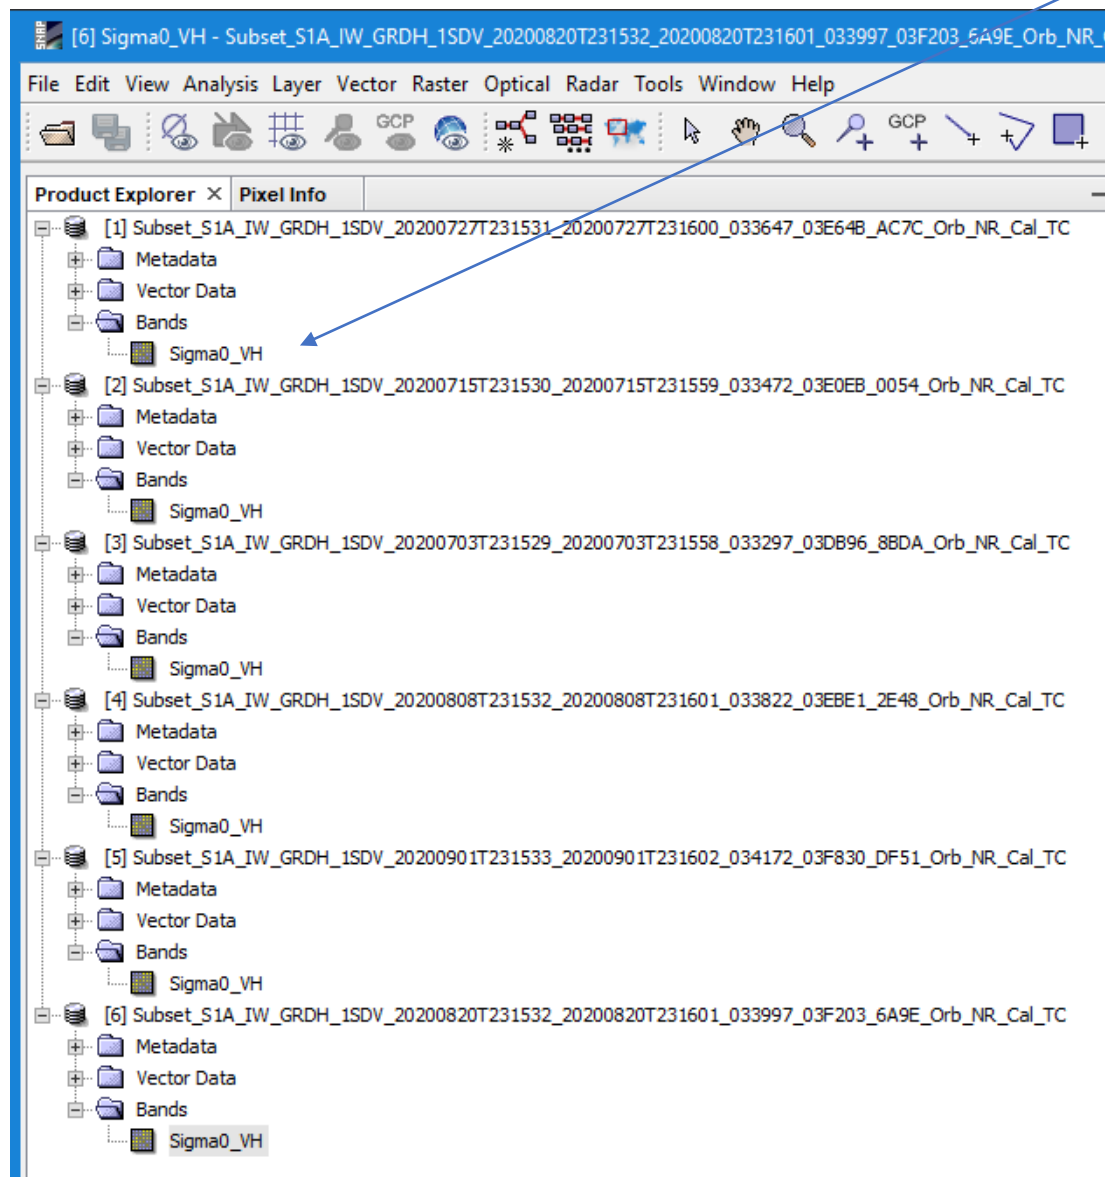 SNAP
[6] Sigma0_VH - Subset_S1A_IW_GRDH_1SDV_20200820T231532_20200820T231601_033997_03F203_6A9E_Orb_NR_
File Edit View Analysis Layer Vector Raster Optical Radar Tools Window Help
GCP GCP
Product Explorer × Pixel Info
[1] Subset_S1A_IW_GRDH_1SDV_20200727T231531_20200727T231600_033647_03E64B_AC7C_Orb_NR_Cal_TC
Metadata
Vector Data
Bands
Sigma0_VH
[2] Subset_S1A_IW_GRDH_1SDV_20200715T231530_20200715T231559_033472_03E0EB_0054_Orb_NR_Cal_TC
Metadata
Vector Data
Bands
Sigma0_VH
[3] Subset_S1A_IW_GRDH_1SDV_20200703T231529_20200703T231558_033297_03DB96_8BDA_Orb_NR_Cal_TC
Metadata
Vector Data
Bands
Sigma0_VH
[4] Subset_S1A_IW_GRDH_1SDV_20200808T231532_20200808T231601_033822_03EBE1_2E48_Orb_NR_Cal_TC
Metadata
Vector Data
Bands
Sigma0_VH
[5] Subset_S1A_IW_GRDH_1SDV_20200901T231533_20200901T231602_034172_03F830_DF51_Orb_NR_Cal_TC
Metadata
Vector Data
Bands
Sigma0_VH
[6] Subset_S1A_IW_GRDH_1SDV_20200820T231532_20200820T231601_033997_03F203_6A9E_Orb_NR_Cal_TC
Metadata
Vector Data
Bands
Sigma0_VH